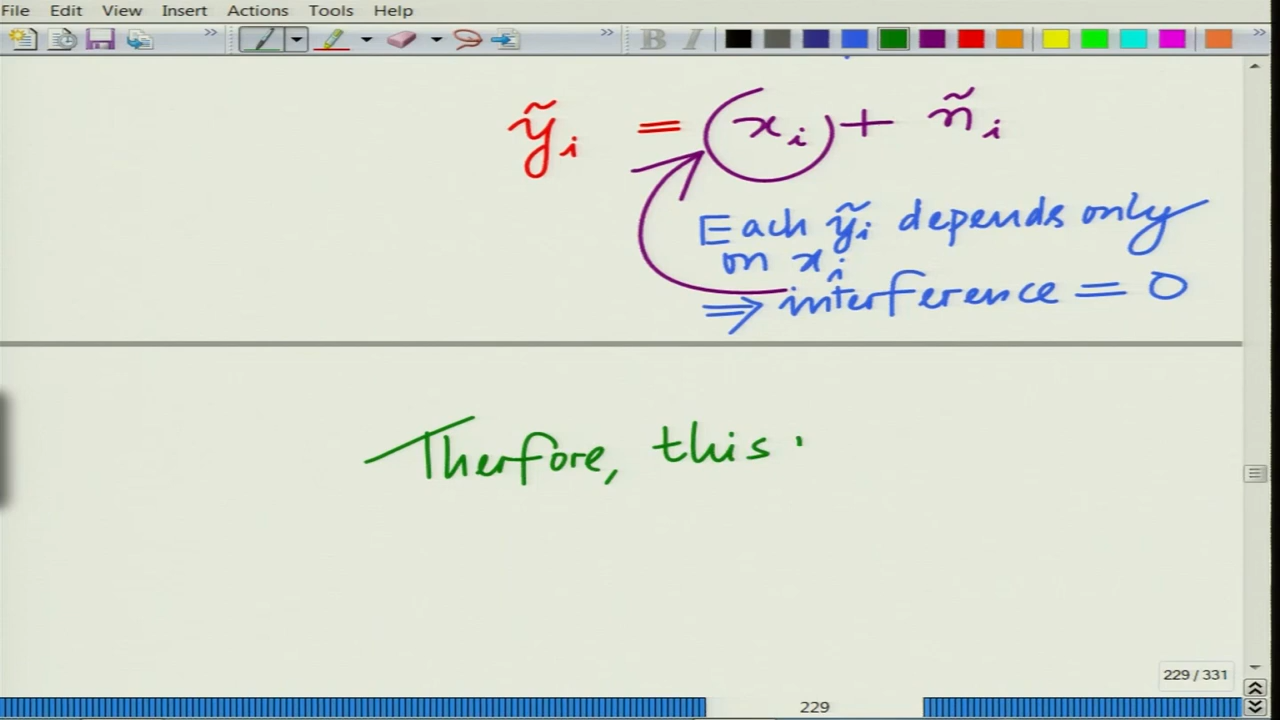 File Edit View Insert Actions Tools Help
B I
ỹi = xi + ñi
Each ỹi depends only
on xi
⇒ interference = 0
Therfore, this
229 / 331
229